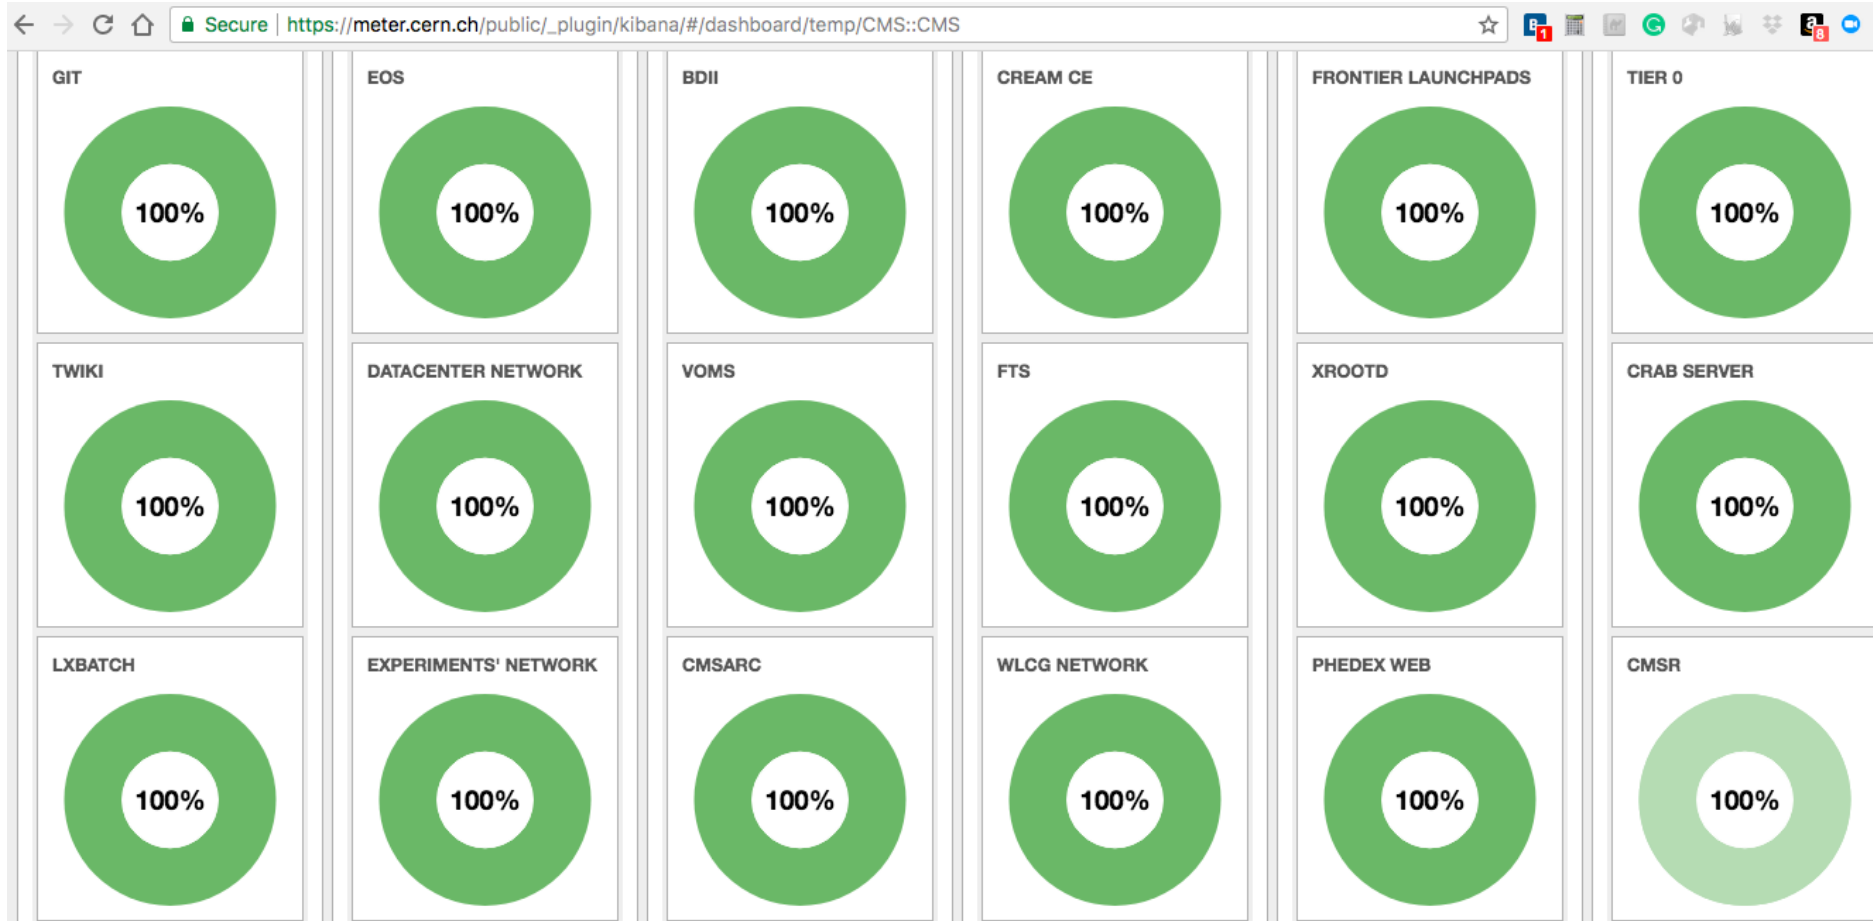 Secure https://meter.cern.ch/public/_plugin/kibana/#/dashboard/temp/CMS::CMS
1
8
GIT
EOS
BDII
CREAM CE
FRONTIER LAUNCHPADS
TIER 0
100%
100%
100%
100%
100%
100%
TWIKI
DATACENTER NETWORK
VOMS
FTS
XROOTD
CRAB SERVER
100%
100%
100%
100%
100%
100%
LXBATCH
EXPERIMENTS' NETWORK
CMSARC
WLCG NETWORK
PHEDEX WEB
CMSR
100%
100%
100%
100%
100%
100%